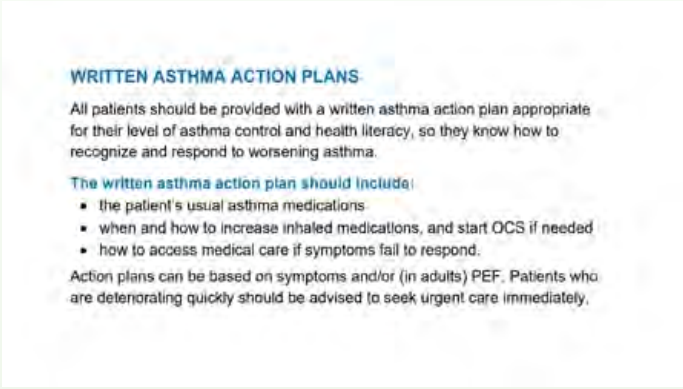 WRITTEN ASTHMA ACTION PLANS
All patients should be provided with a written asthma action plan appropriate
for their level of asthma control and health literacy, so they know how to
recognize and respond to worsening asthma.
The written asthma action plan should include:
• the patient's usual asthma medications
• when and how to increase inhaled medications, and start OCS if needed
• how to access medical care if symptoms fail to respond.
Action plans can be based on symptoms and/or (in adults) PEF. Patients who
are deteriorating quickly should be advised to seek urgent care immediately.